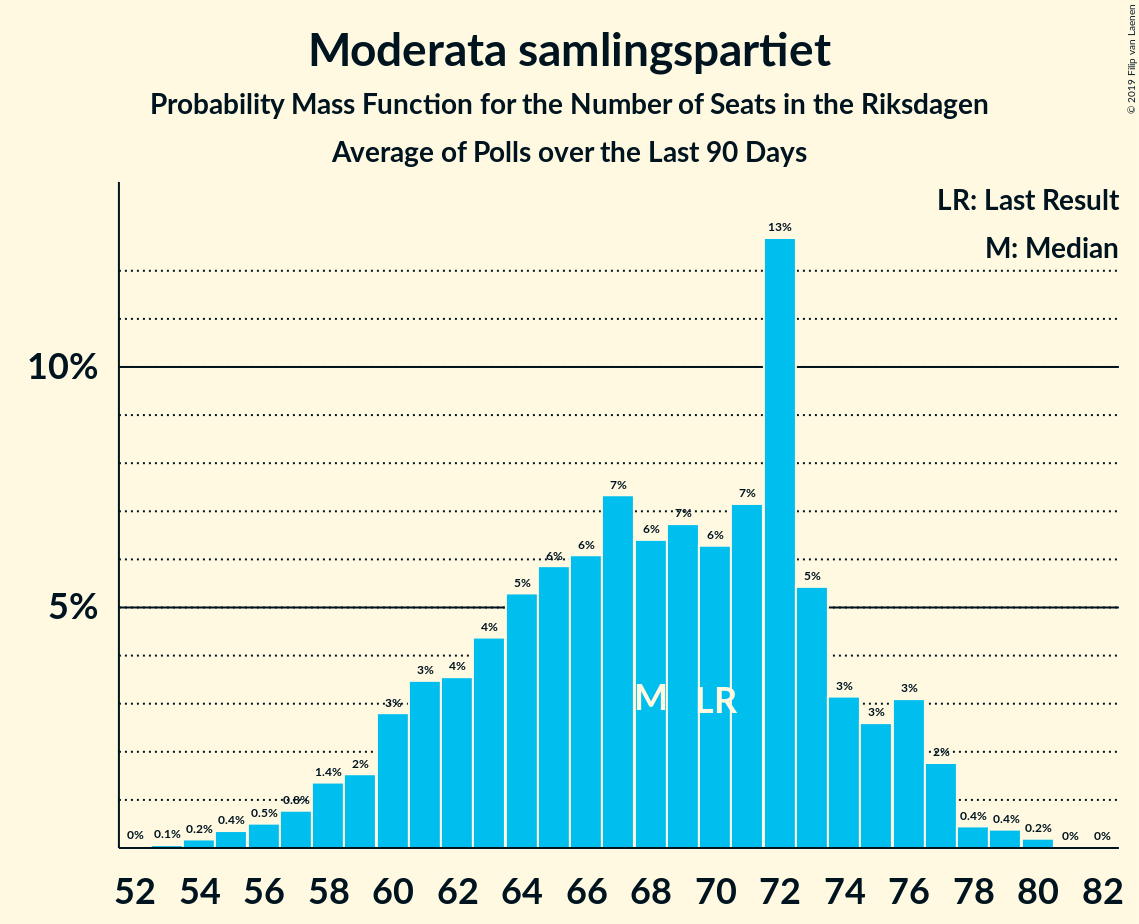 Moderata samlingspartiet
Probability Mass Function for the Number of Seats in the Riksdagen
Average of Polls over the Last 90 Days
© 2019 Filip van Laenen
LR: Last Result
M: Median
10%
5%
0% 0.1% 0.2% 0.4% 0.5% 0.8% 1.4% 2% 3% 3% 4% 4% 5% 6% 6% 7% 6% 7% 6% 7% 13% 5% 3% 3% 3% 2% 0.4% 0.4% 0.2% 0% 0%
M LR
52 54 56 58 60 62 64 66 68 70 72 74 76 78 80 82